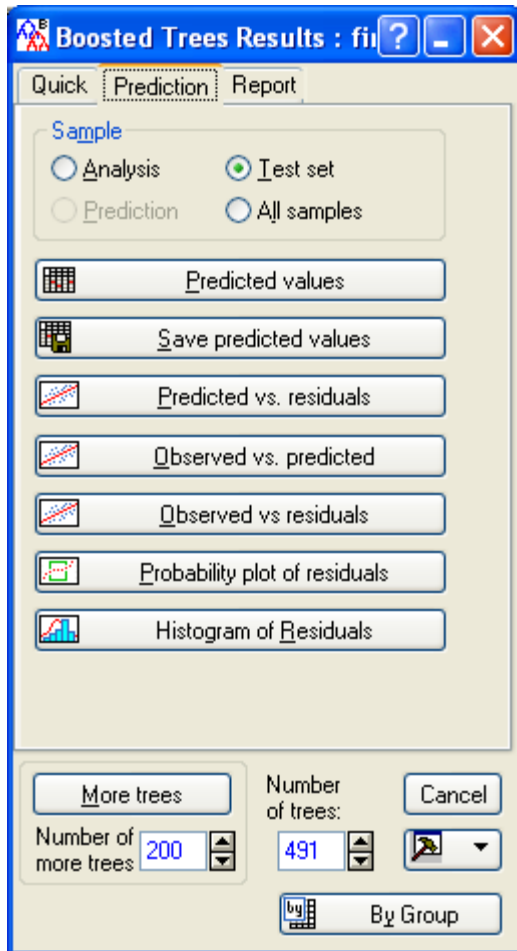 Boosted Trees Results : fir
Quick Prediction Report
Sample
Analysis Test set
Prediction All samples
Predicted values
Save predicted values
Predicted vs. residuals
Observed vs. predicted
Observed vs residuals
Probability plot of residuals
Histogram of Residuals
More trees
Number of more trees 200
Number of trees:
491
Cancel
by By Group